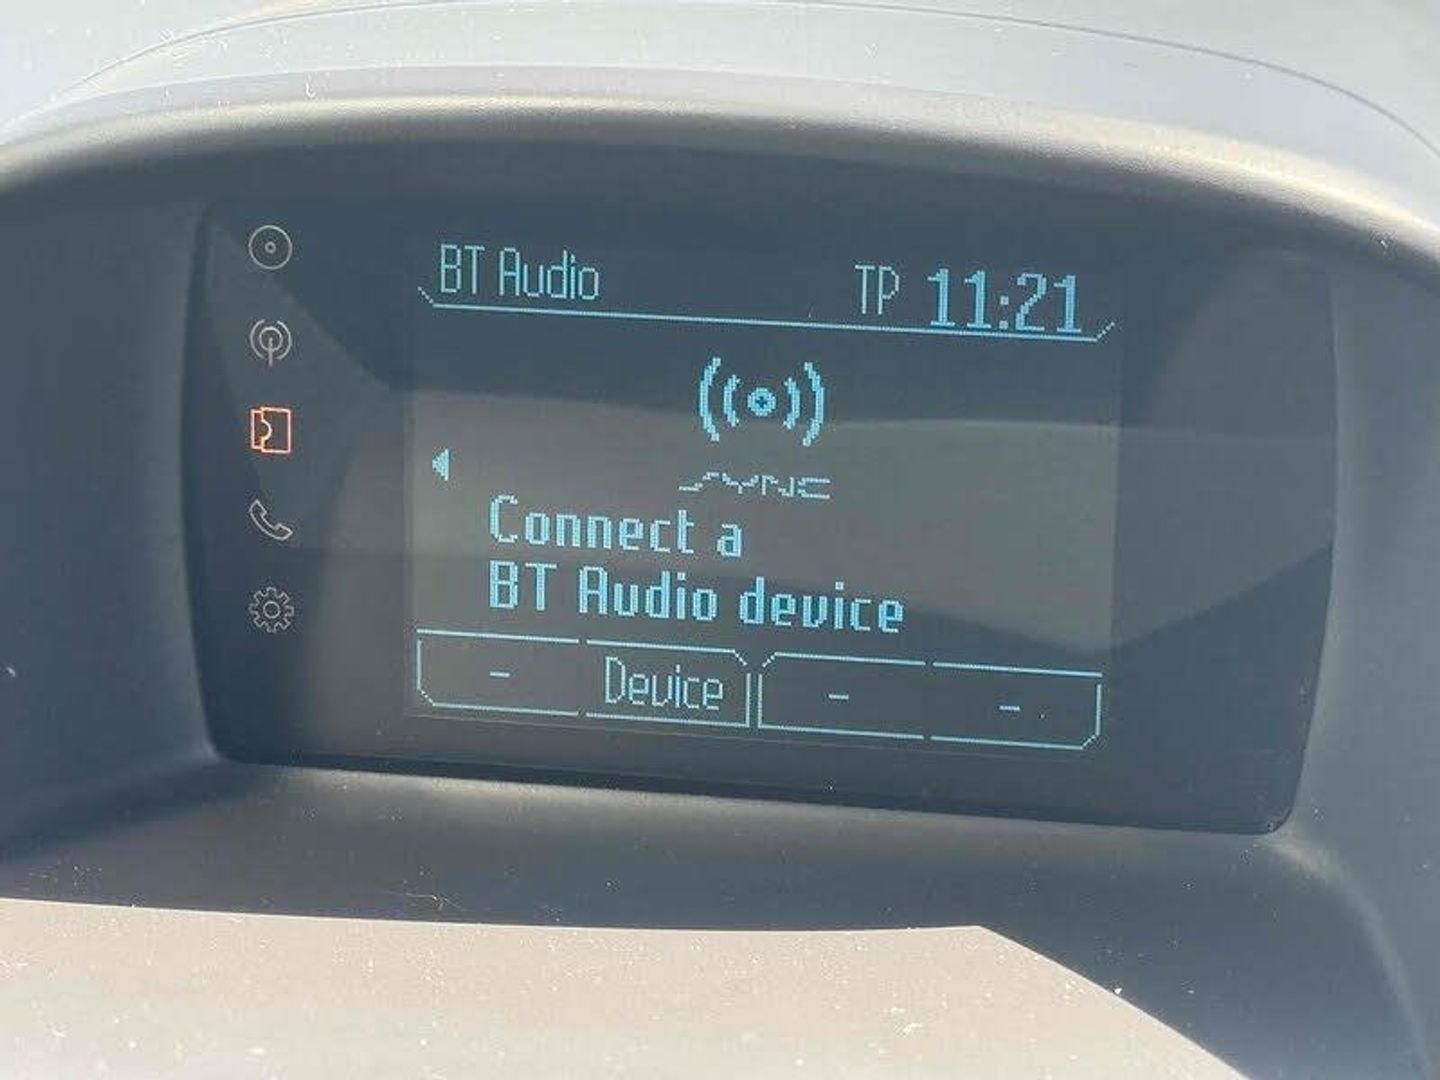 BT Audio TP 11:21
SYNC
Connect a
BT Audio device
- Device - -